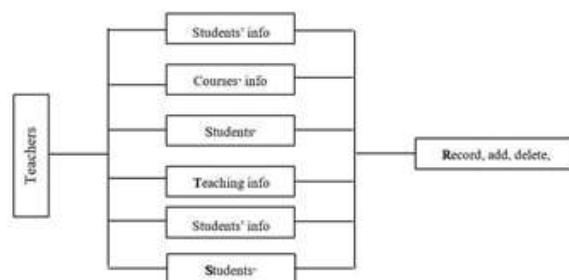 Teachers
Students' info
Courses' info
Students'
Teaching info
Students' info
Students'
Record, add, delete,